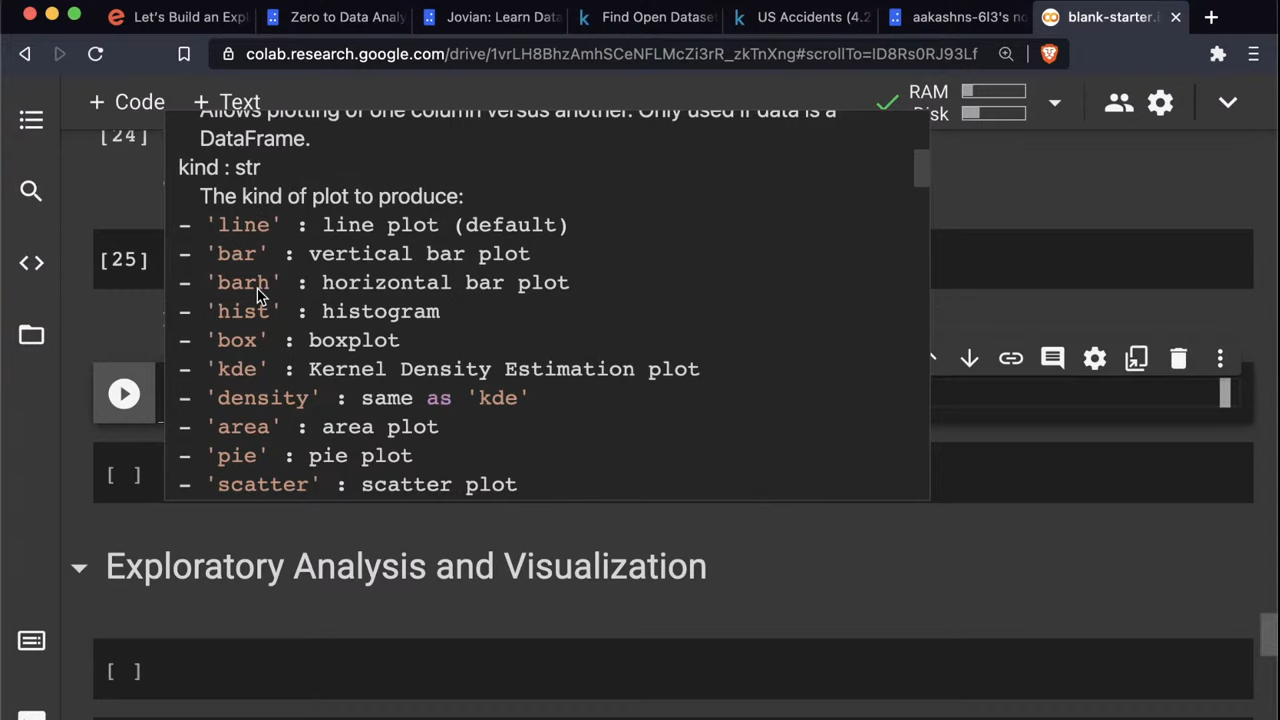 Let's Build an Expl
Zero to Data Analy
Jovian: Learn Data
Find Open Dataset
US Accidents (4.2
aakashns-6l3's no
blank-starter.i
colab.research.google.com/drive/1vrLH8BhzAmhSCeNFLMcZi3rR_zkTnXng#scrollTo=ID8Rs0RJ93Lf
+ Code
+ Text
RAM
Disk
Allows plotting of one column versus another. Only used if data is a
[24]
DataFrame.
kind : str
The kind of plot to produce:
- 'line' : line plot (default)
[25]
- 'bar' : vertical bar plot
- 'barh' : horizontal bar plot
- 'hist' : histogram
- 'box' : boxplot
- 'kde' : Kernel Density Estimation plot
- 'density' : same as 'kde'
- 'area' : area plot
- 'pie' : pie plot
[ ]
- 'scatter' : scatter plot
Exploratory Analysis and Visualization
[ ]